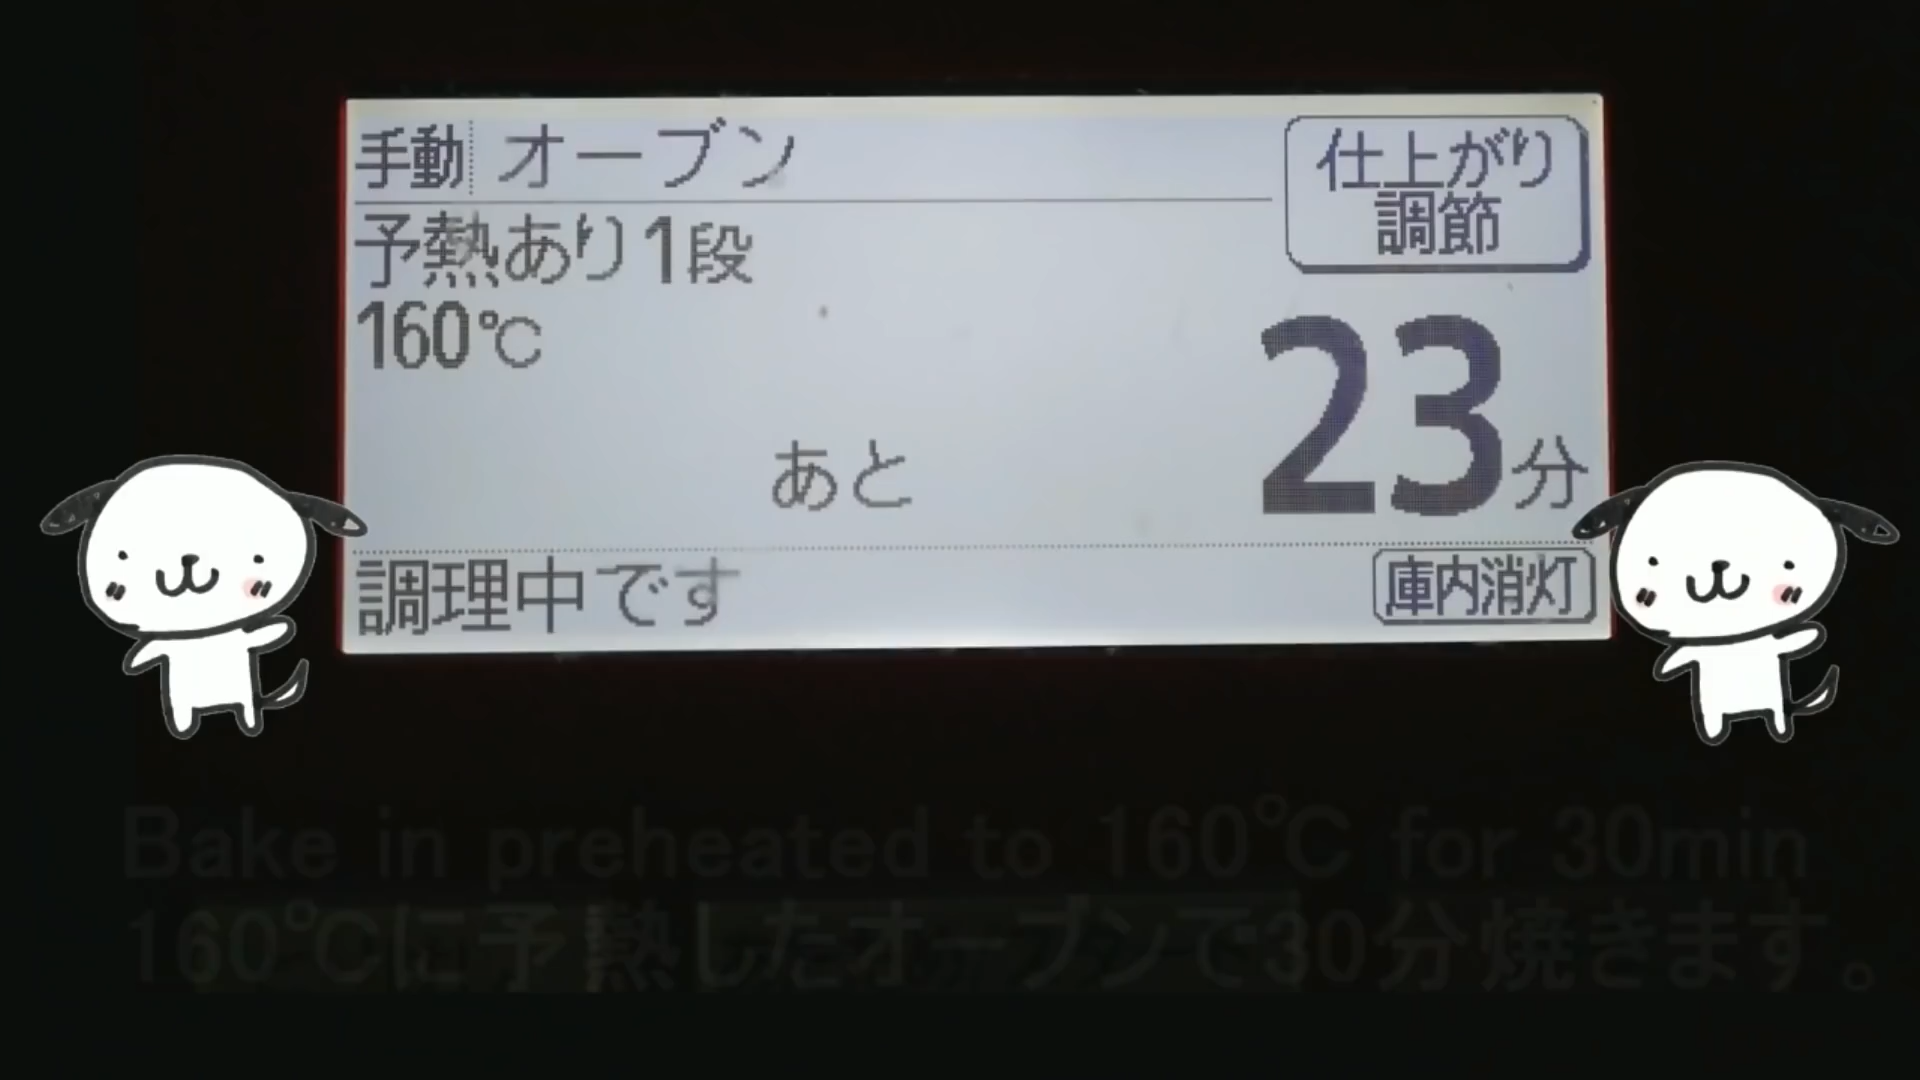 手動 オーブン
仕上がり
調節
予熱あり1段
160℃
あと 23分
調理中です
庫内消灯
Bake in preheated to 160℃ for 30min
160℃に予熱したオーブンで30分焼きます。